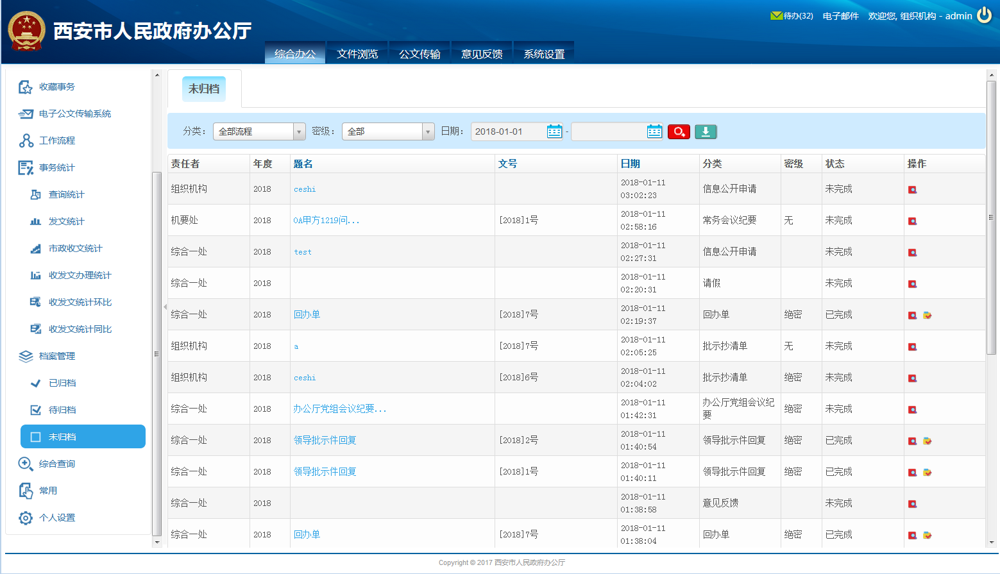 西安市人民政府办公厅
待办(32) 电子邮件 欢迎您, 组织机构 - admin
综合办公 文件浏览 公文传输 意见反馈 系统设置
收藏事务
电子公文传输系统
工作流程
事务统计
查询统计
发文统计
市政收文统计
收发文办理统计
收发文统计环比
收发文统计同比
档案管理
已归档
待归档
未归档
综合查询
常用
个人设置
未归档
分类: 全部流程 密级: 全部 日期: 2018-01-01 -
责任者 年度 题名 文号 日期 分类 密级 状态 操作
组织机构 2018 ceshi 2018-01-11 03:02:23 信息公开申请 未完成
机要处 2018 OA甲方1219问... [2018]1号 2018-01-11 02:58:16 常务会议纪要 无 未完成
综合一处 2018 test 2018-01-11 02:27:31 信息公开申请 未完成
综合一处 2018 2018-01-11 02:20:31 请假 未完成
综合一处 2018 回办单 [2018]7号 2018-01-11 02:19:37 回办单 绝密 已完成
组织机构 2018 a [2018]7号 2018-01-11 02:05:25 批示抄清单 无 未完成
组织机构 2018 ceshi [2018]6号 2018-01-11 02:04:02 批示抄清单 绝密 未完成
综合一处 2018 办公厅党组会议纪要... 2018-01-11 01:42:31 办公厅党组会议纪要 绝密 未完成
综合一处 2018 领导批示件回复 [2018]2号 2018-01-11 01:40:54 领导批示件回复 绝密 已完成
综合一处 2018 领导批示件回复 [2018]1号 2018-01-11 01:40:11 领导批示件回复 绝密 已完成
综合一处 2018 2018-01-11 01:38:58 意见反馈 未完成
综合一处 2018 回办单 [2018]7号 2018-01-11 01:38:04 回办单 绝密 已完成
Copyright © 2017 西安市人民政府办公厅